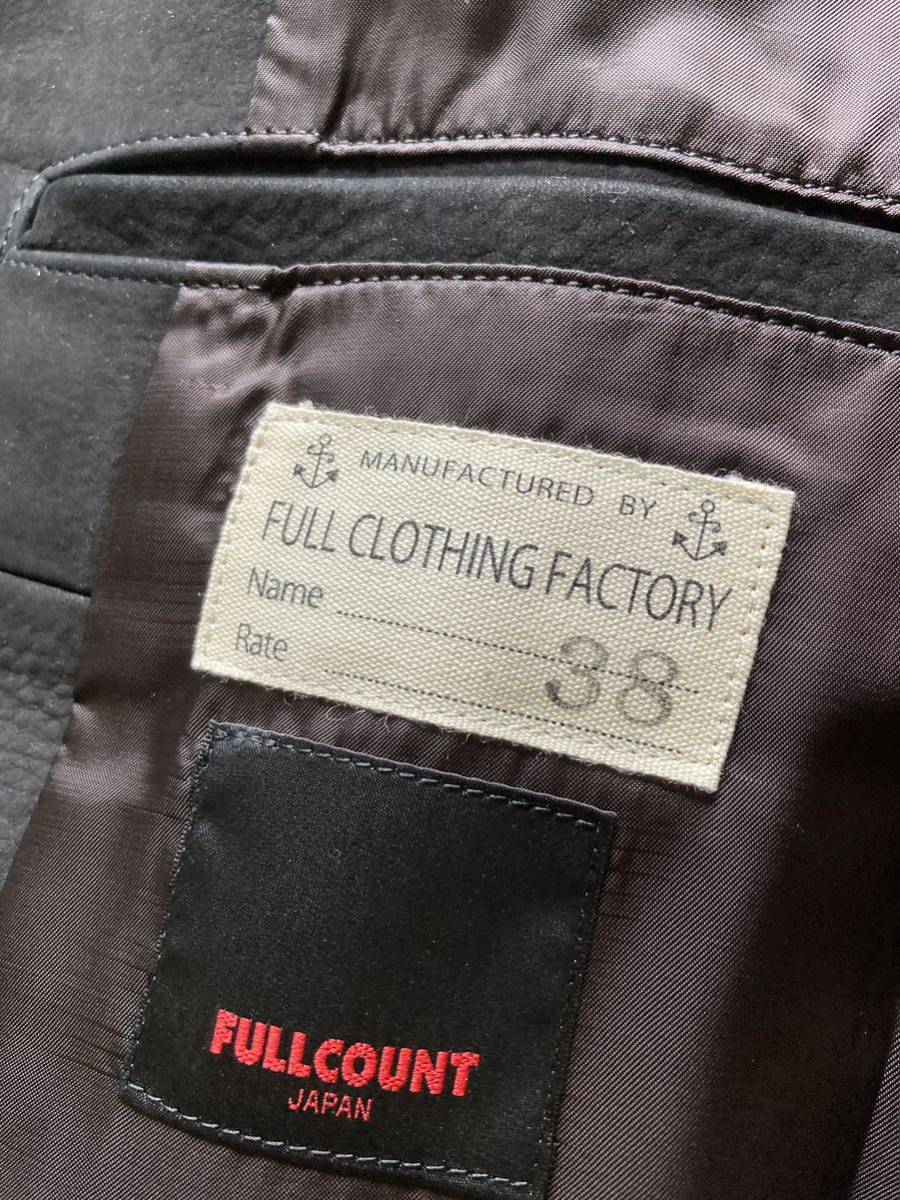 MANUFACTURED BY
FULL CLOTHING FACTORY
Name
Rate 38
FULLCOUNT
JAPAN